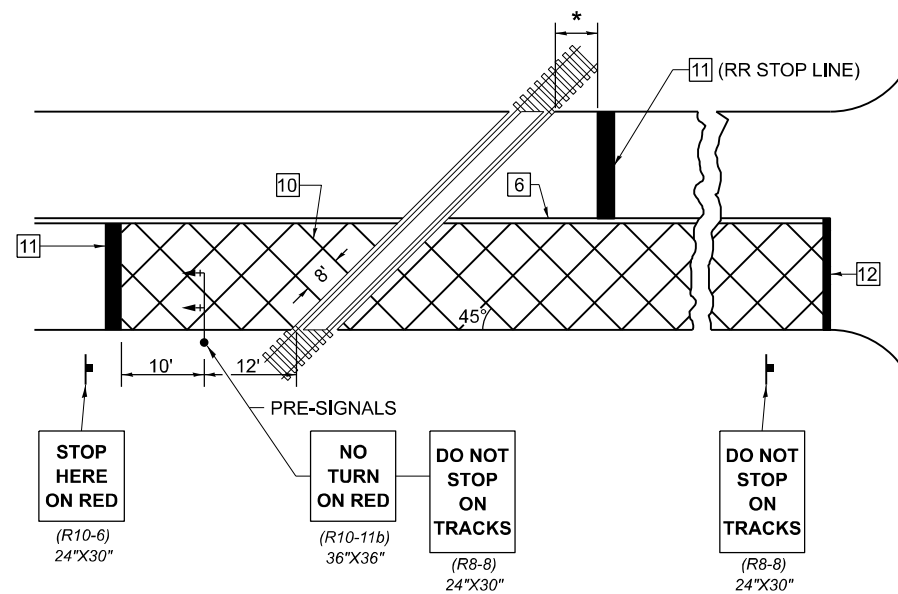 *
11 (RR STOP LINE)
10
6
11
8'
12
45°
10'
12'
PRE-SIGNALS
STOP
HERE
ON RED
(R10-6)
24"X30"
NO
TURN
ON RED
(R10-11b)
36"X36"
DO NOT
STOP
ON
TRACKS
(R8-8)
24"X30"
DO NOT
STOP
ON
TRACKS
(R8-8)
24"X30"